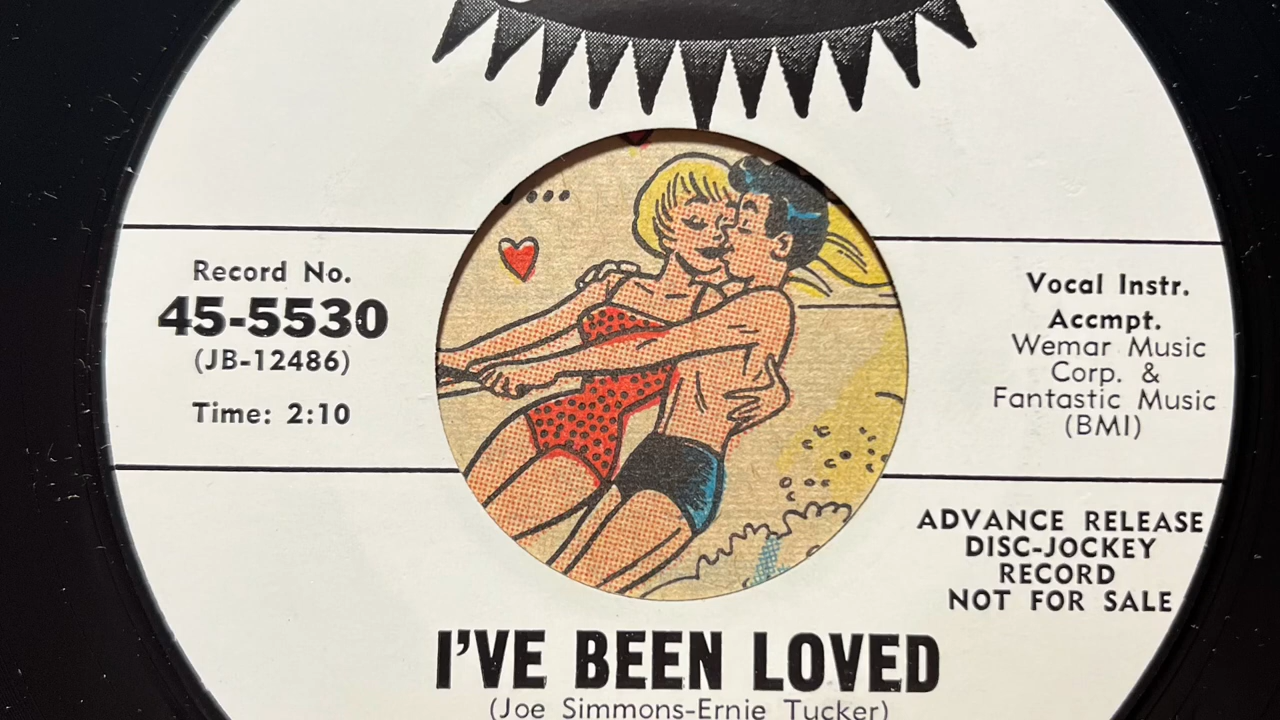 Record No.
45-5530
(JB-12486)
Time: 2:10
Vocal Instr.
Accmpt.
Wemar Music
Corp. &
Fantastic Music
(BMI)
ADVANCE RELEASE
DISC-JOCKEY
RECORD
NOT FOR SALE
I'VE BEEN LOVED
(Joe Simmons-Ernie Tucker)